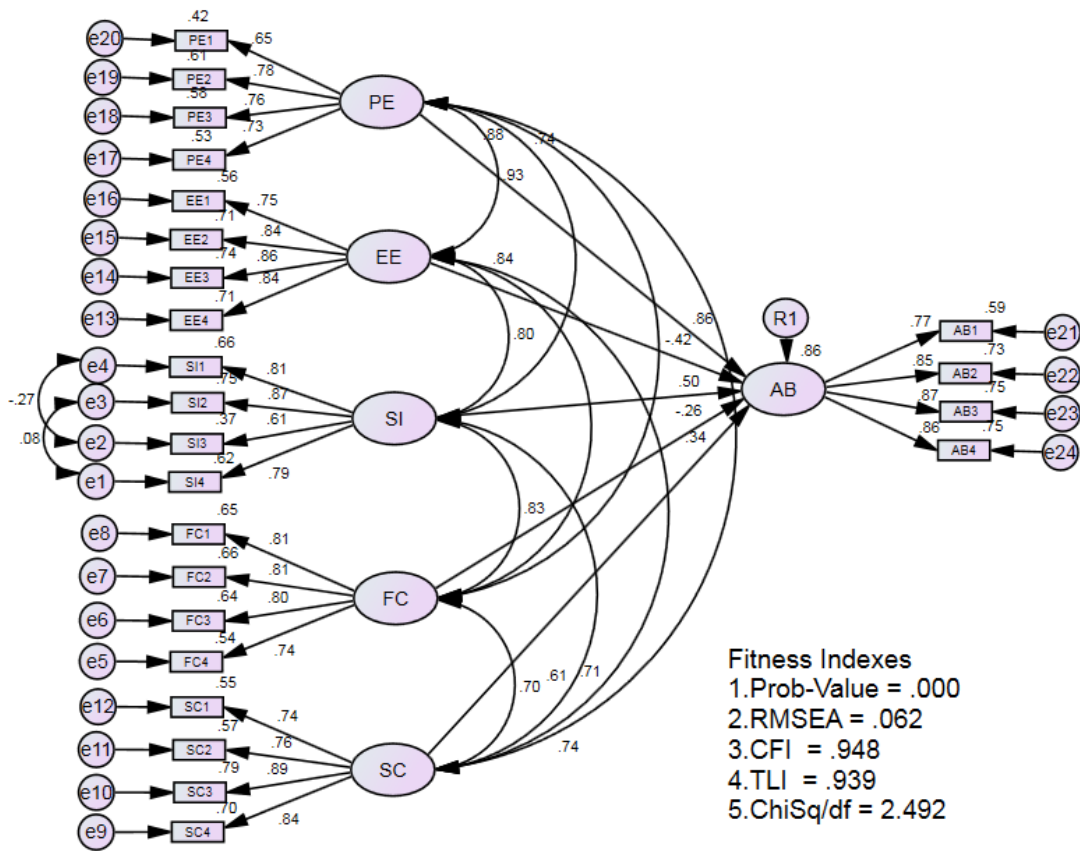 .42
e20 PE1 .65
.61
e19 PE2 .78
.58
e18 PE3 .76
.53
e17 PE4 .73
PE
.56
e16 EE1 .75
.71
e15 EE2 .84
.74
e14 EE3 .86
.71
e13 EE4 .84
EE
.66
e4 SI1 .81
.75
e3 SI2 .87
.37
e2 SI3 .61
.62
e1 SI4 .79
SI
-.27
.08
.65
e8 FC1 .81
.66
e7 FC2 .81
.64
e6 FC3 .80
.54
e5 FC4 .74
FC
.55
e12 SC1 .74
.57
e11 SC2 .76
.79
e10 SC3 .89
.70
e9 SC4 .84
SC
.88
.74
.93
.84
.80
.86
-.42
.50
-.26
.34
.83
.70
.61
.71
.74
R1
.86
AB
.59
.77 AB1 e21
.73
.85 AB2 e22
.75
.87 AB3 e23
.75
.86 AB4 e24
Fitness Indexes
1.Prob-Value = .000
2.RMSEA = .062
3.CFI = .948
4.TLI = .939
5.ChiSq/df = 2.492